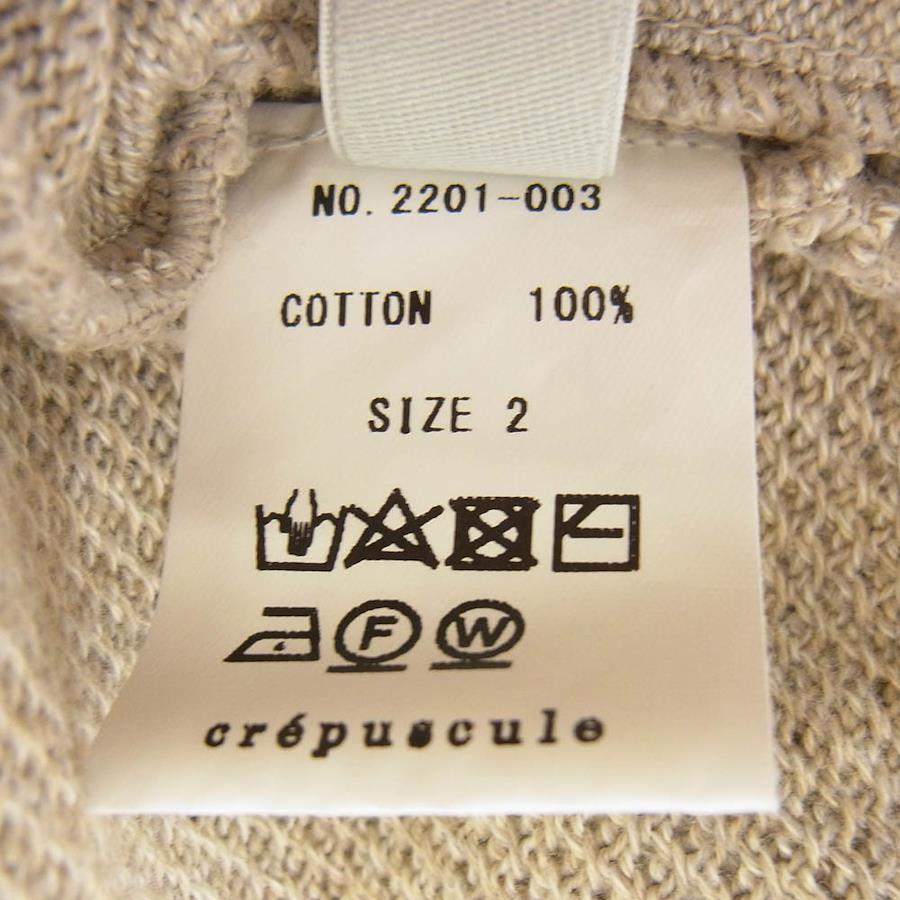 NO. 2201-003
COTTON 100%
SIZE 2
F W
crépuscule